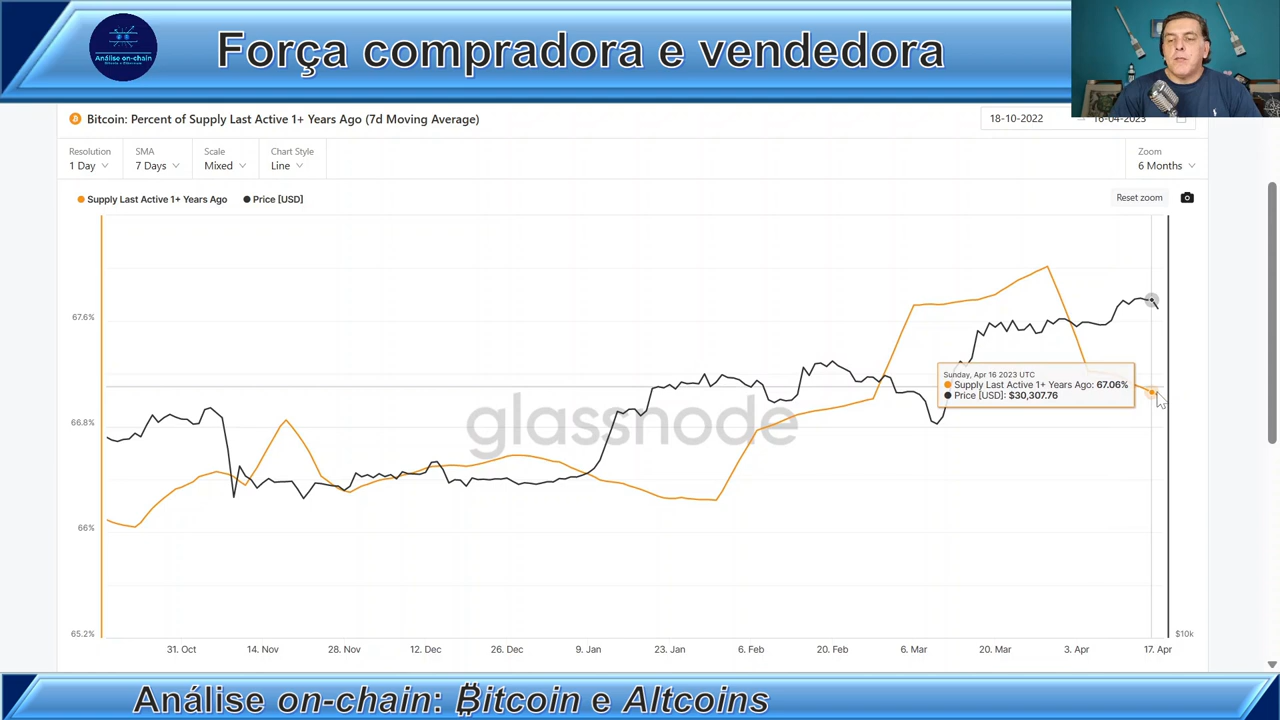 Análise on-chain
Força compradora e vendedora
Bitcoin: Percent of Supply Last Active 1+ Years Ago (7d Moving Average)
18-10-2022 → 16-04-2023
Resolution
1 Day
SMA
7 Days
Scale
Mixed
Chart Style
Line
Zoom
6 Months
Supply Last Active 1+ Years Ago
Price [USD]
Reset zoom
67.6%
66.8%
66%
65.2%
$10k
glassnode
Sunday, Apr 16 2023 UTC
Supply Last Active 1+ Years Ago: 67.06%
Price [USD]: $30,307.76
31. Oct 14. Nov 28. Nov 12. Dec 26. Dec 9. Jan 23. Jan 6. Feb 20. Feb 6. Mar 20. Mar 3. Apr 17. Apr
Análise on-chain: ₿itcoin e Altcoins